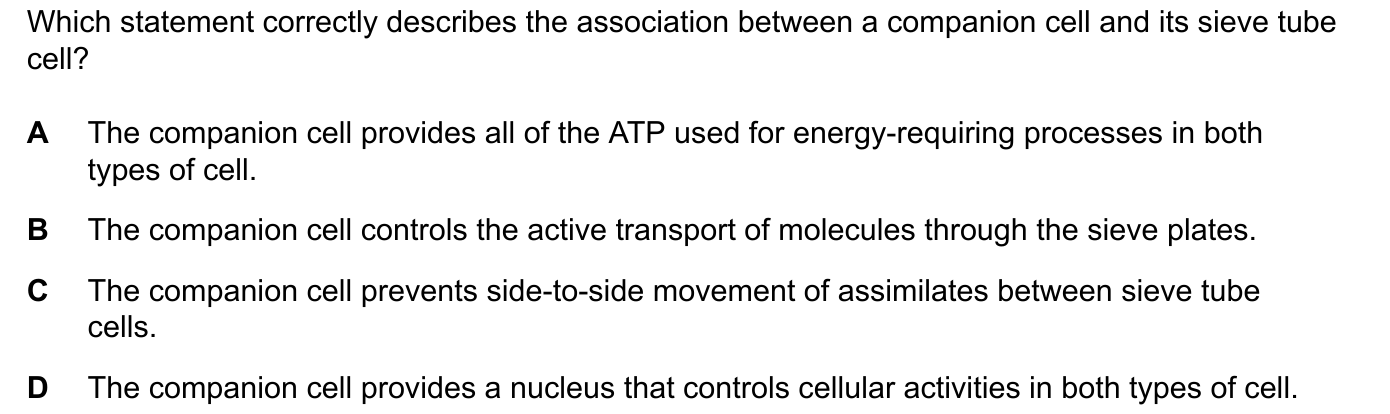 Which statement correctly describes the association between a companion cell and its sieve tube
cell?
A The companion cell provides all of the ATP used for energy-requiring processes in both
types of cell.
B The companion cell controls the active transport of molecules through the sieve plates.
C The companion cell prevents side-to-side movement of assimilates between sieve tube
cells.
D The companion cell provides a nucleus that controls cellular activities in both types of cell.